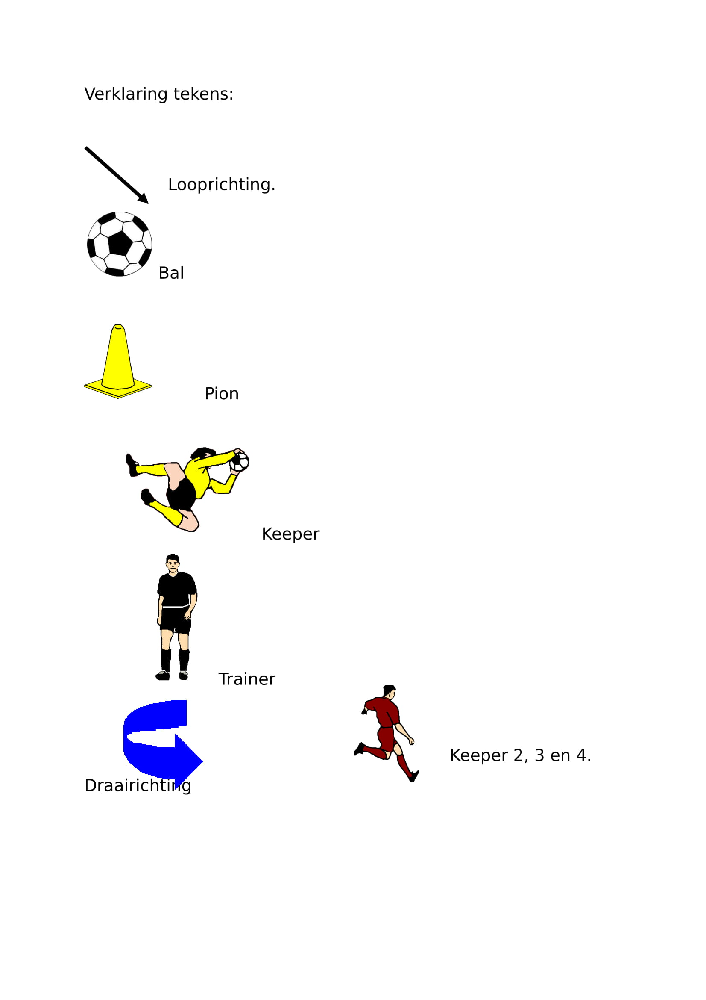 Verklaring tekens:
Looprichting.
Bal
Pion
Keeper
Trainer
Keeper 2, 3 en 4.
Draairichting